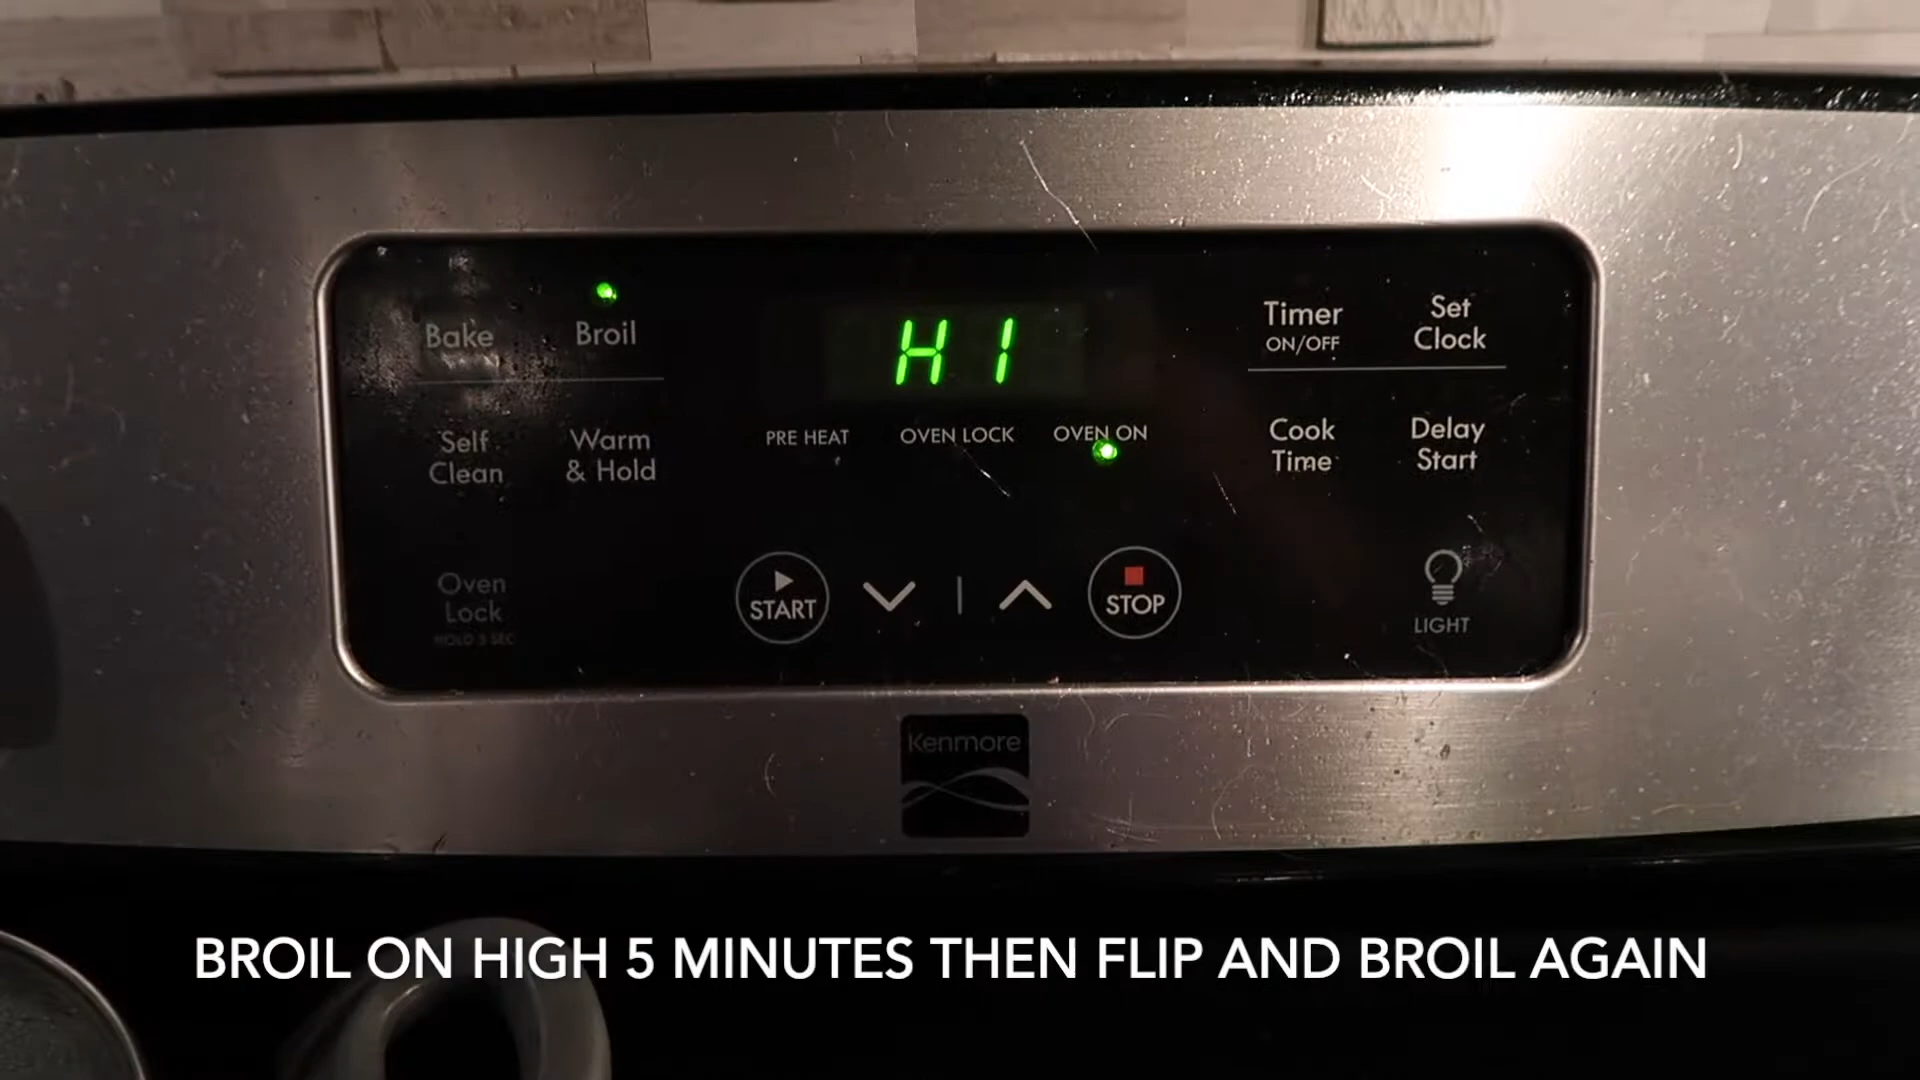 Bake
Broil
HI
Timer
ON/OFF
Set
Clock
Self
Clean
Warm
& Hold
PRE HEAT
OVEN LOCK
OVEN ON
Cook
Time
Delay
Start
Oven
Lock
HOLD 3 SEC
START
STOP
LIGHT
Kenmore
BROIL ON HIGH 5 MINUTES THEN FLIP AND BROIL AGAIN